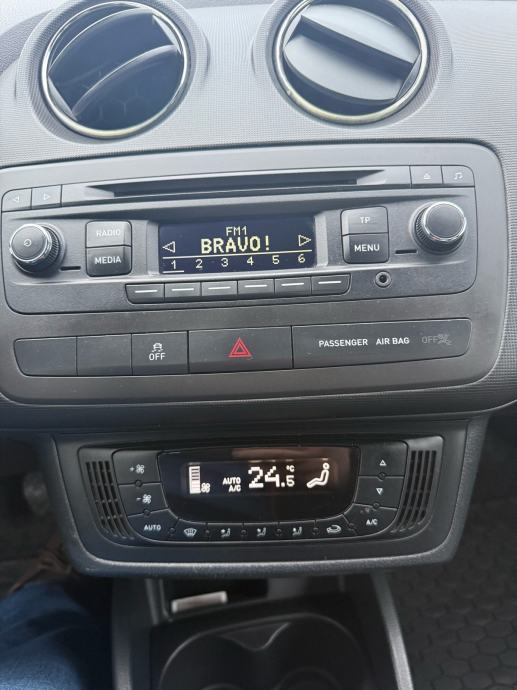 RADIO
MEDIA
FM1
BRAVO!
1 2 3 4 5 6
TP
MENU
OFF
PASSENGER AIR BAG OFF
AUTO
A/C
24.5 °C
AUTO
A/C